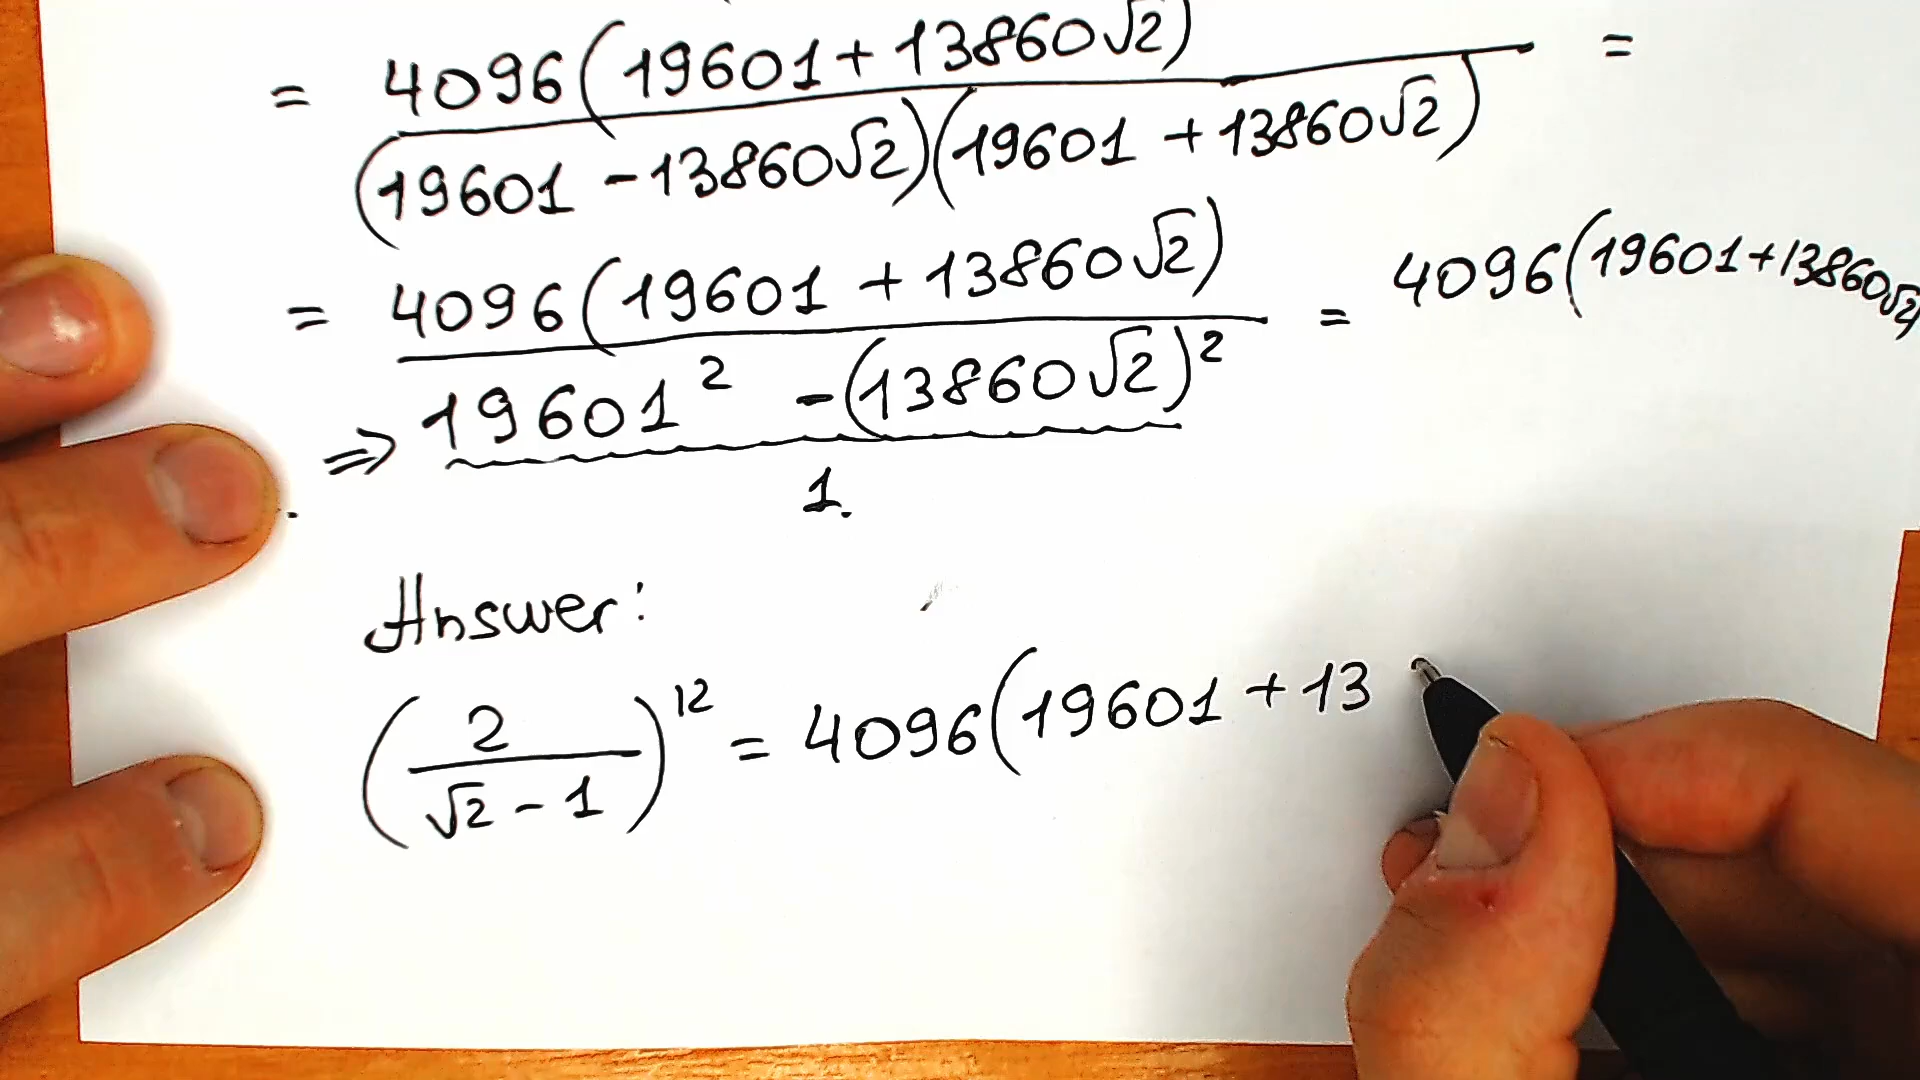 = 4096(19601 + 13860√2) / (19601 - 13860√2)(19601 + 13860√2) =
= 4096(19601 + 13860√2) / 19601² - (13860√2)² = 4096(19601+13860√2
⇒ 1.
Answer:
(2 / √2 - 1)¹² = 4096(19601 + 13